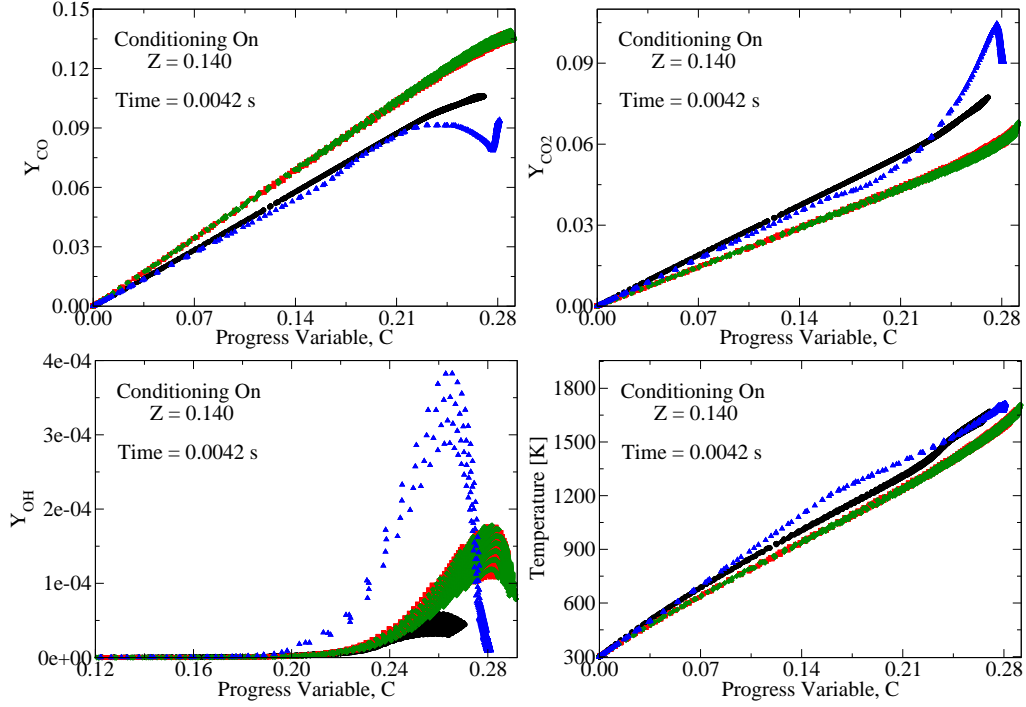 0.15
0.12
0.09
0.06
0.03
0.00
Y_CO
Conditioning On
Z = 0.140
Time = 0.0042 s
0.00 0.07 0.14 0.21 0.28
Progress Variable, C
0.09
0.06
0.03
0.00
Y_CO2
Conditioning On
Z = 0.140
Time = 0.0042 s
0.00 0.07 0.14 0.21 0.28
Progress Variable, C
4e-04
3e-04
2e-04
1e-04
0e+00
Y_OH
Conditioning On
Z = 0.140
Time = 0.0042 s
0.12 0.16 0.20 0.24 0.28
Progress Variable, C
1800
1500
1200
900
600
300
Temperature [K]
Conditioning On
Z = 0.140
Time = 0.0042 s
0.00 0.07 0.14 0.21 0.28
Progress Variable, C